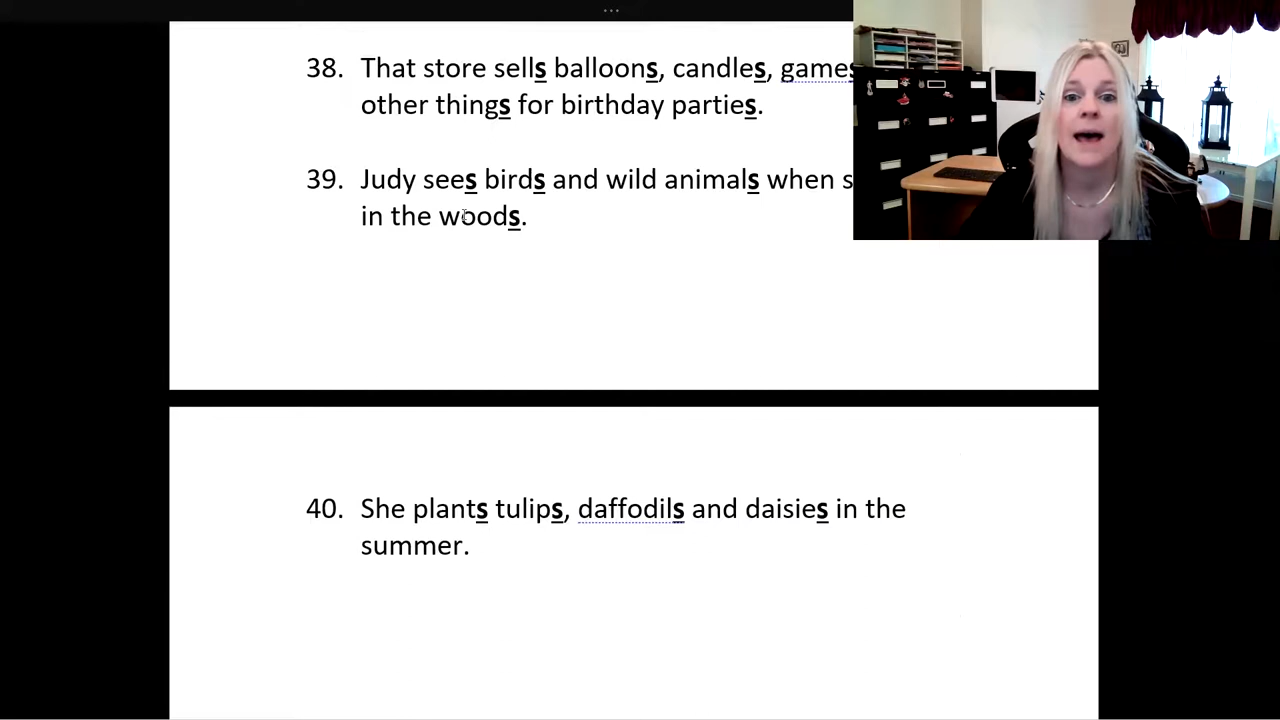 38. That store sells balloons, candles, games
other things for birthday parties.
39. Judy sees birds and wild animals when s
in the woods.
40. She plants tulips, daffodils and daisies in the
summer.